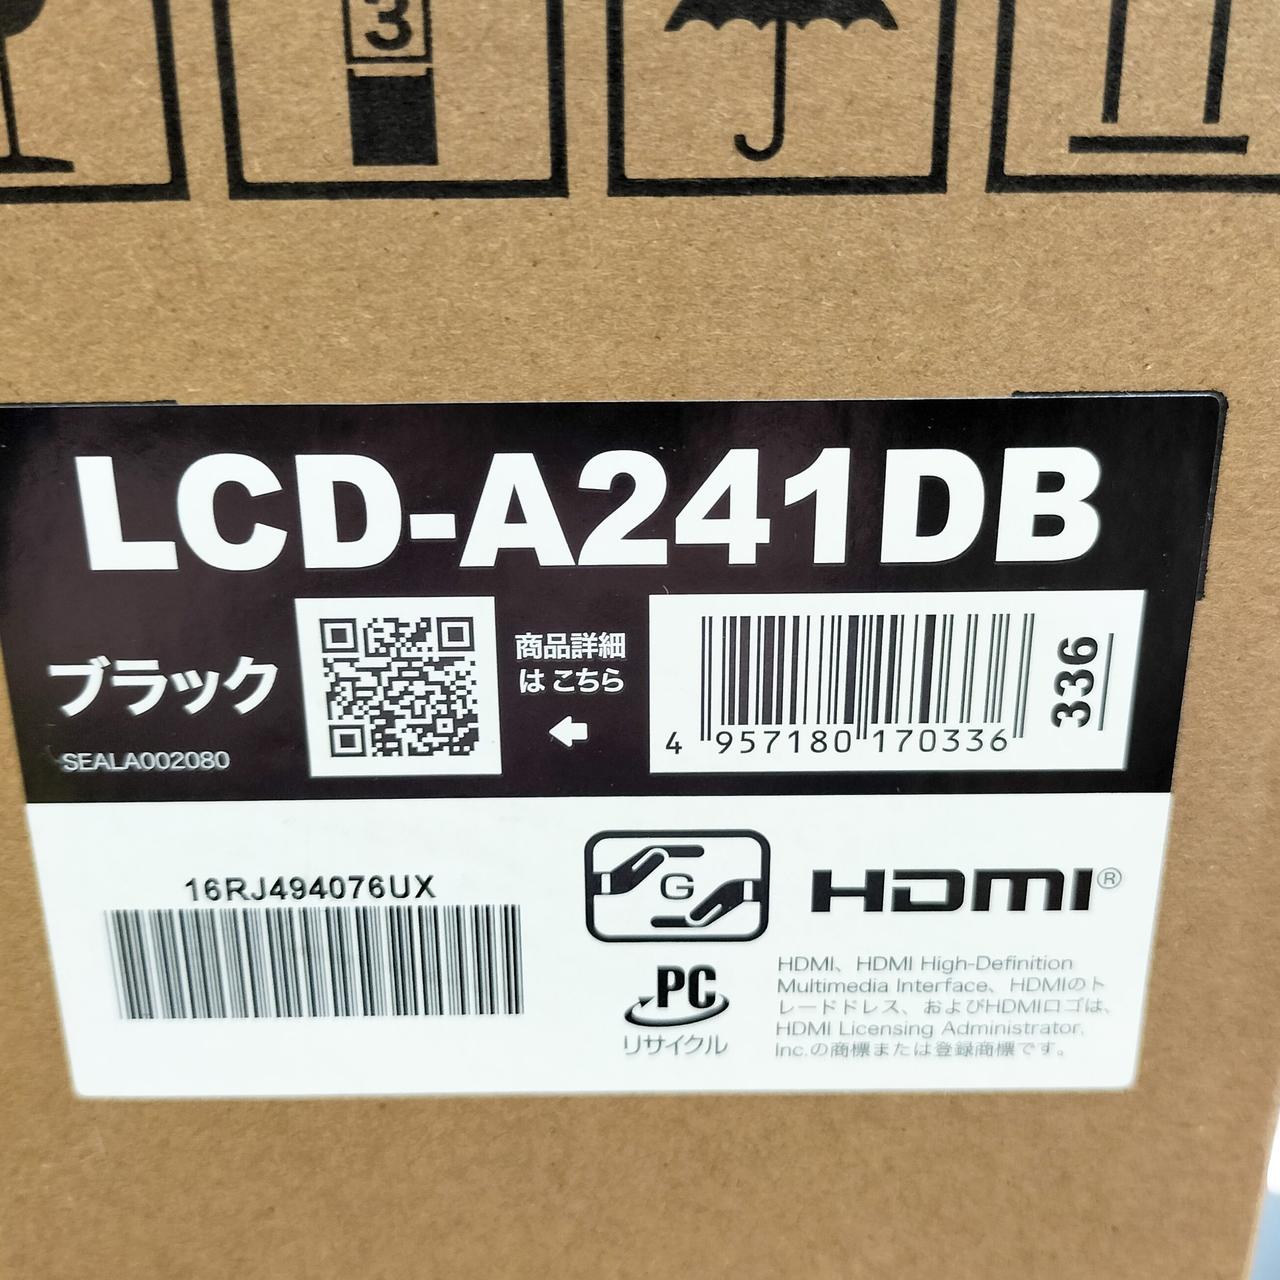 3
LCD-A241DB
ブラック
SEALA002080
商品詳細
は こちら
4 957180 170336
336
16RJ494076UX
G
HDMI®
PC
リサイクル
HDMI、HDMI High-Definition
Multimedia Interface、HDMIのト
レードドレス、およびHDMIロゴは、
HDMI Licensing Administrator,
Inc.の商標または登録商標です。